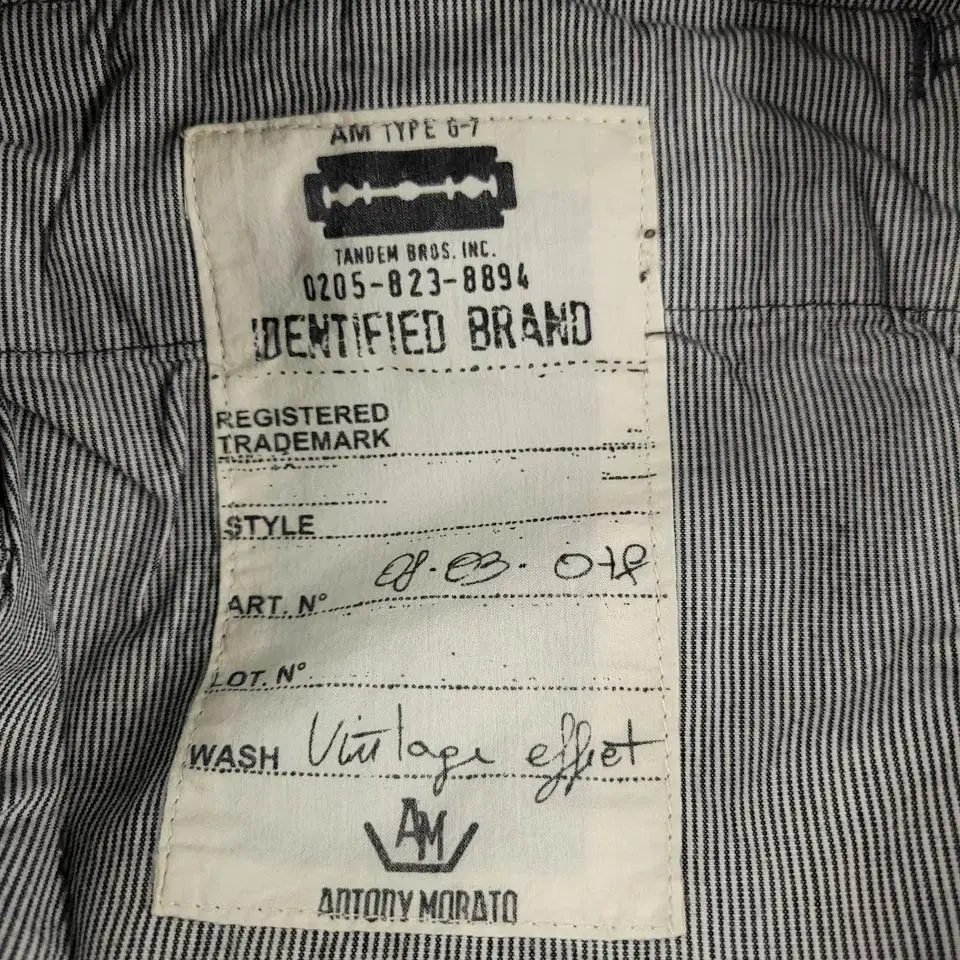 AM TYPE G-7
TANDEM BROS. INC.
0205-823-8894
IDENTIFIED BRAND
REGISTERED
TRADEMARK
STYLE
08.03.
ART. N°
LOT. N°
WASH Vintage effect
AM
ANTONY MORATO